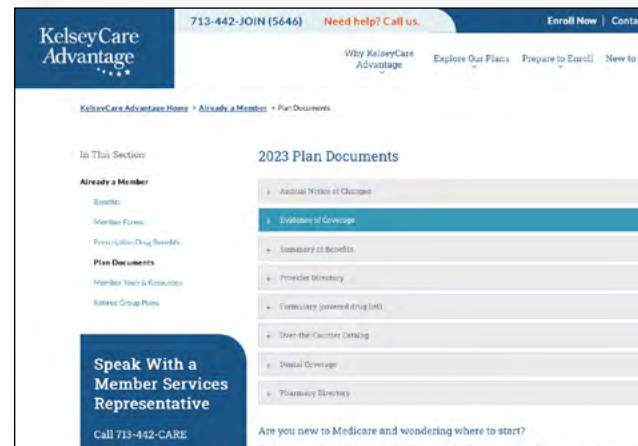 713-442-JOIN (5646) Need help? Call us. Enroll Now | Conta
KelseyCare
Advantage
Why KelseyCare
Advantage
Explore Our Plans Prepare to Enroll New to
KelseyCare Advantage Home > Already a Member > Plan Documents
In This Section
Already a Member
Benefits
Member Forms
Prescription Drug Benefits
Plan Documents
Member Tools & Resources
Retiree Group Plans
Speak With a
Member Services
Representative
Call 713-442-CARE
2023 Plan Documents
+ Annual Notice of Changes
+ Evidence of Coverage
+ Summary of Benefits
+ Provider Directory
+ Formulary (covered drug list)
+ Over-the-Counter Catalog
+ Dental Coverage
+ Pharmacy Directory
Are you new to Medicare and wondering where to start?